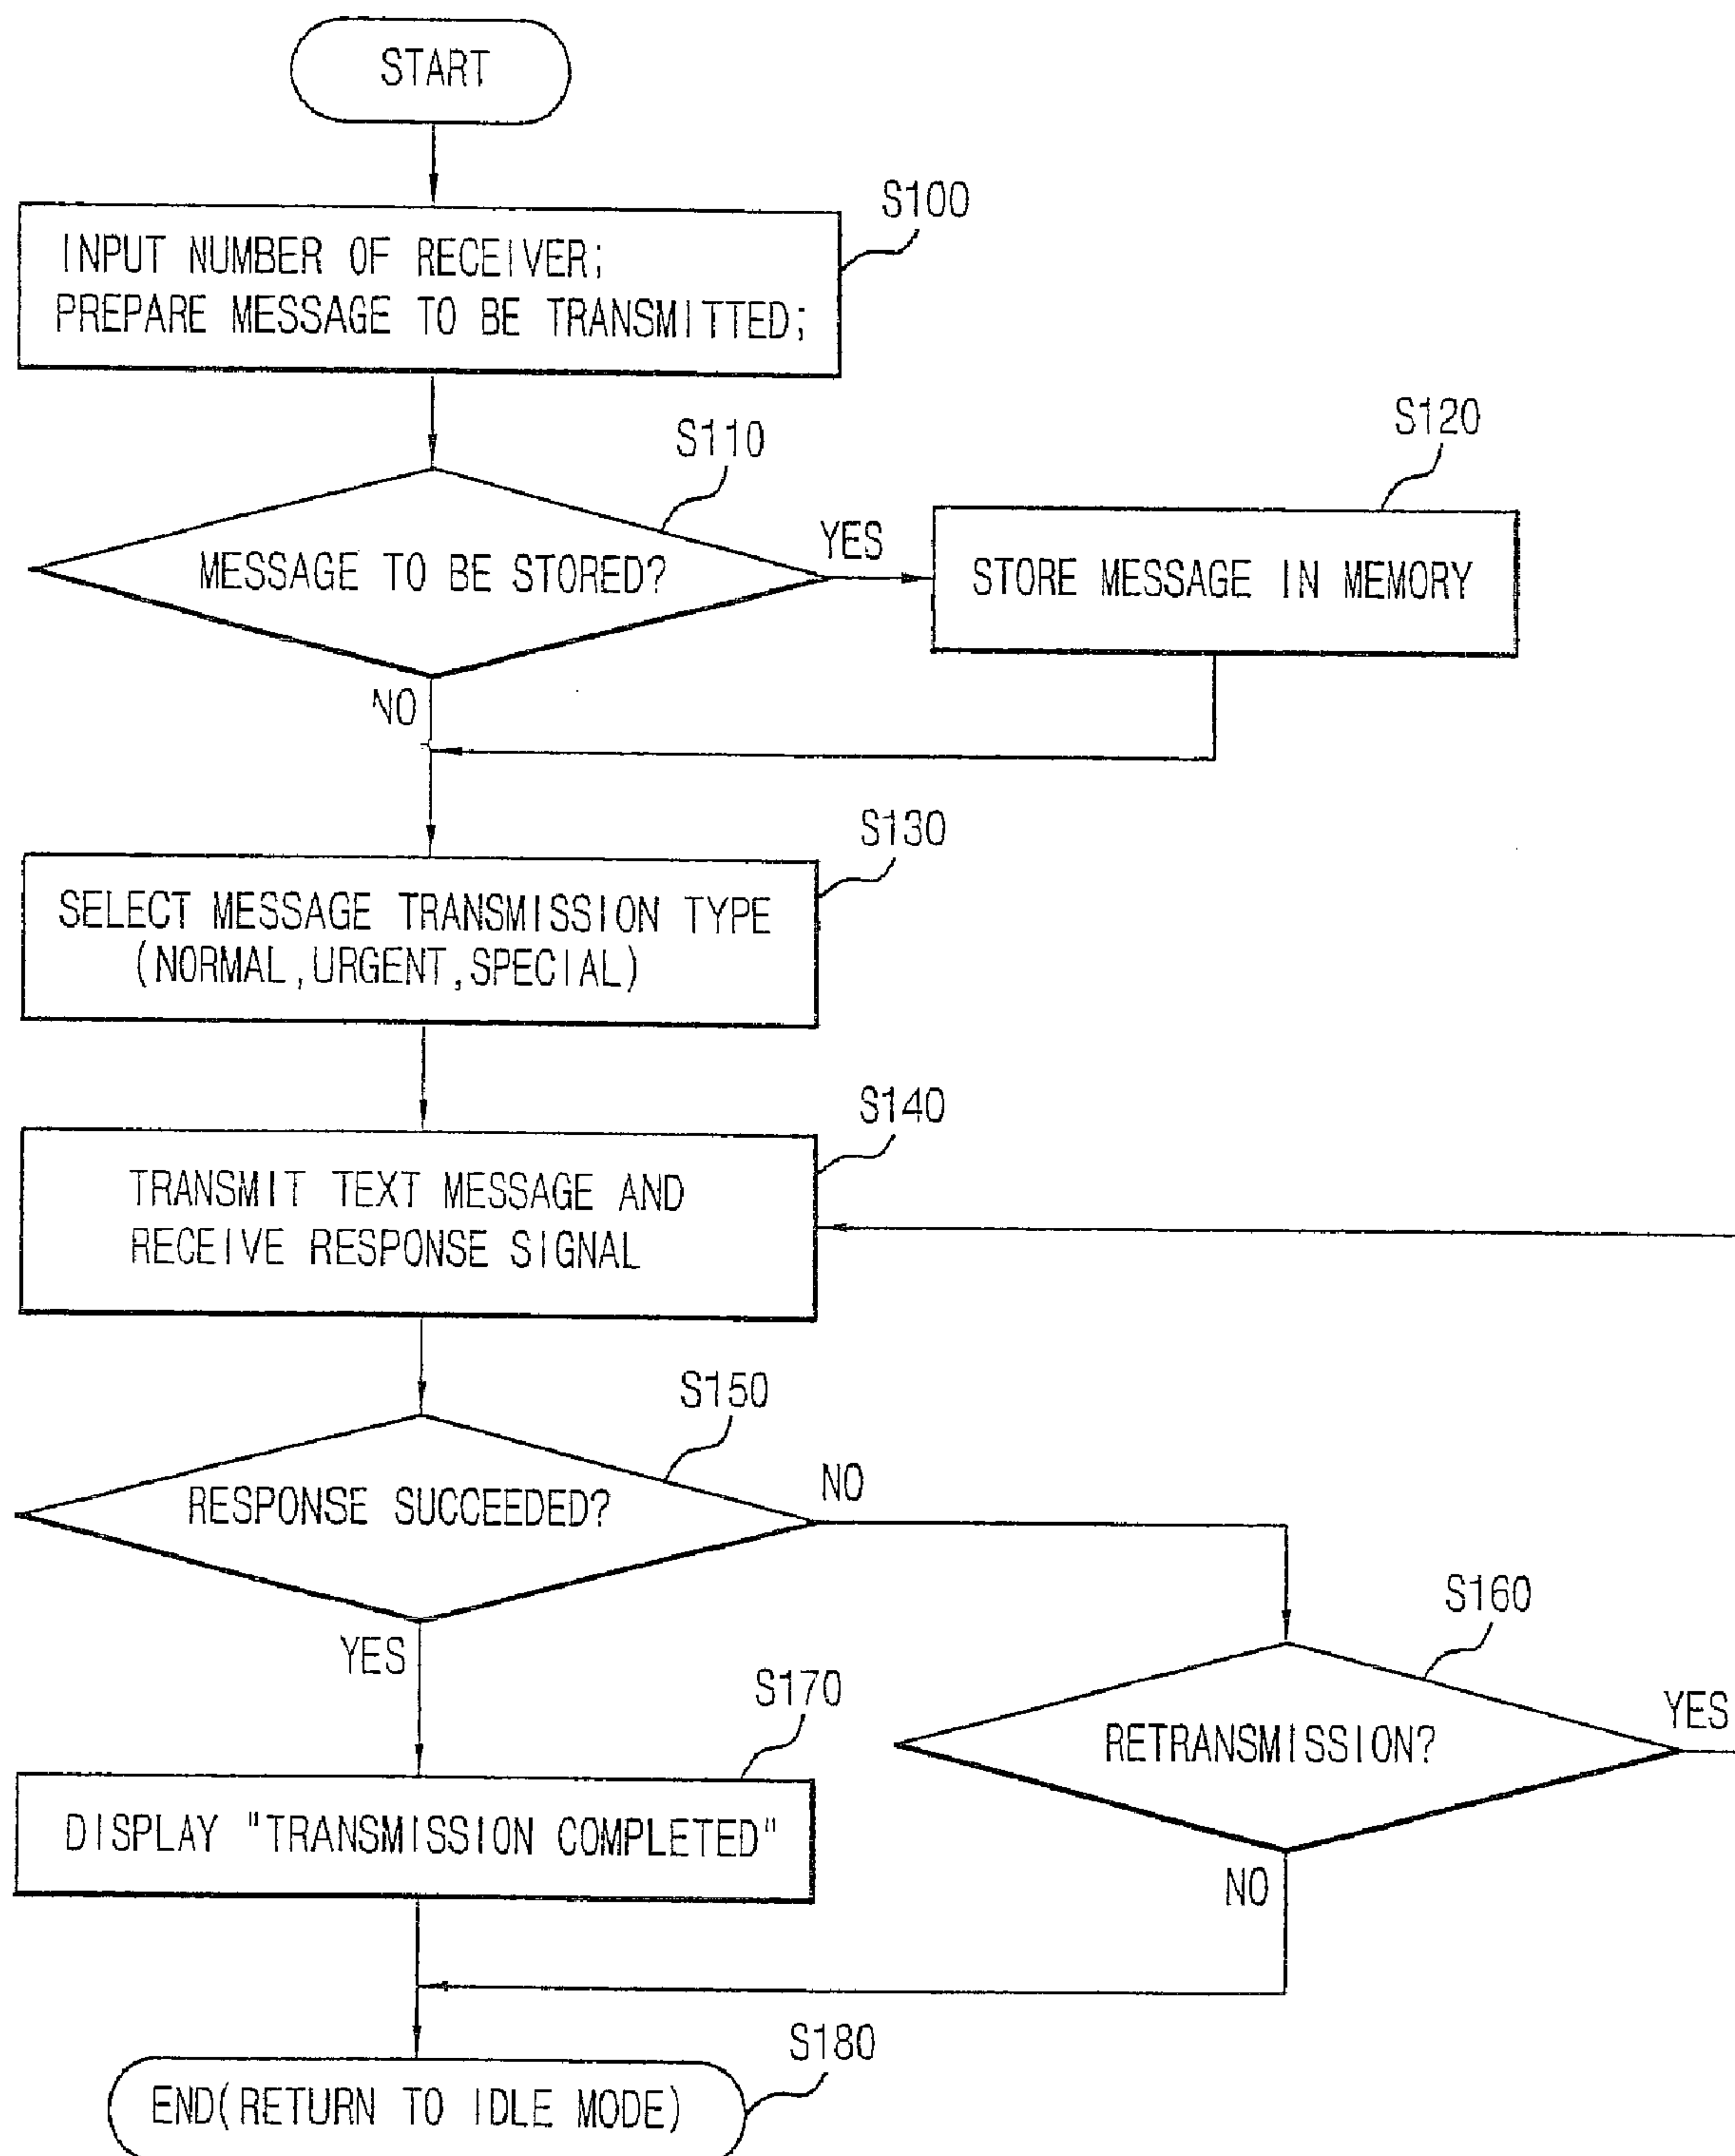 START
S100
INPUT NUMBER OF RECEIVER;
PREPARE MESSAGE TO BE TRANSMITTED;
S110
MESSAGE TO BE STORED?
YES
S120
STORE MESSAGE IN MEMORY
NO
S130
SELECT MESSAGE TRANSMISSION TYPE
(NORMAL,URGENT,SPECIAL)
S140
TRANSMIT TEXT MESSAGE AND
RECEIVE RESPONSE SIGNAL
S150
RESPONSE SUCCEEDED?
NO
YES
S160
RETRANSMISSION?
YES
NO
S170
DISPLAY "TRANSMISSION COMPLETED"
S180
END(RETURN TO IDLE MODE)